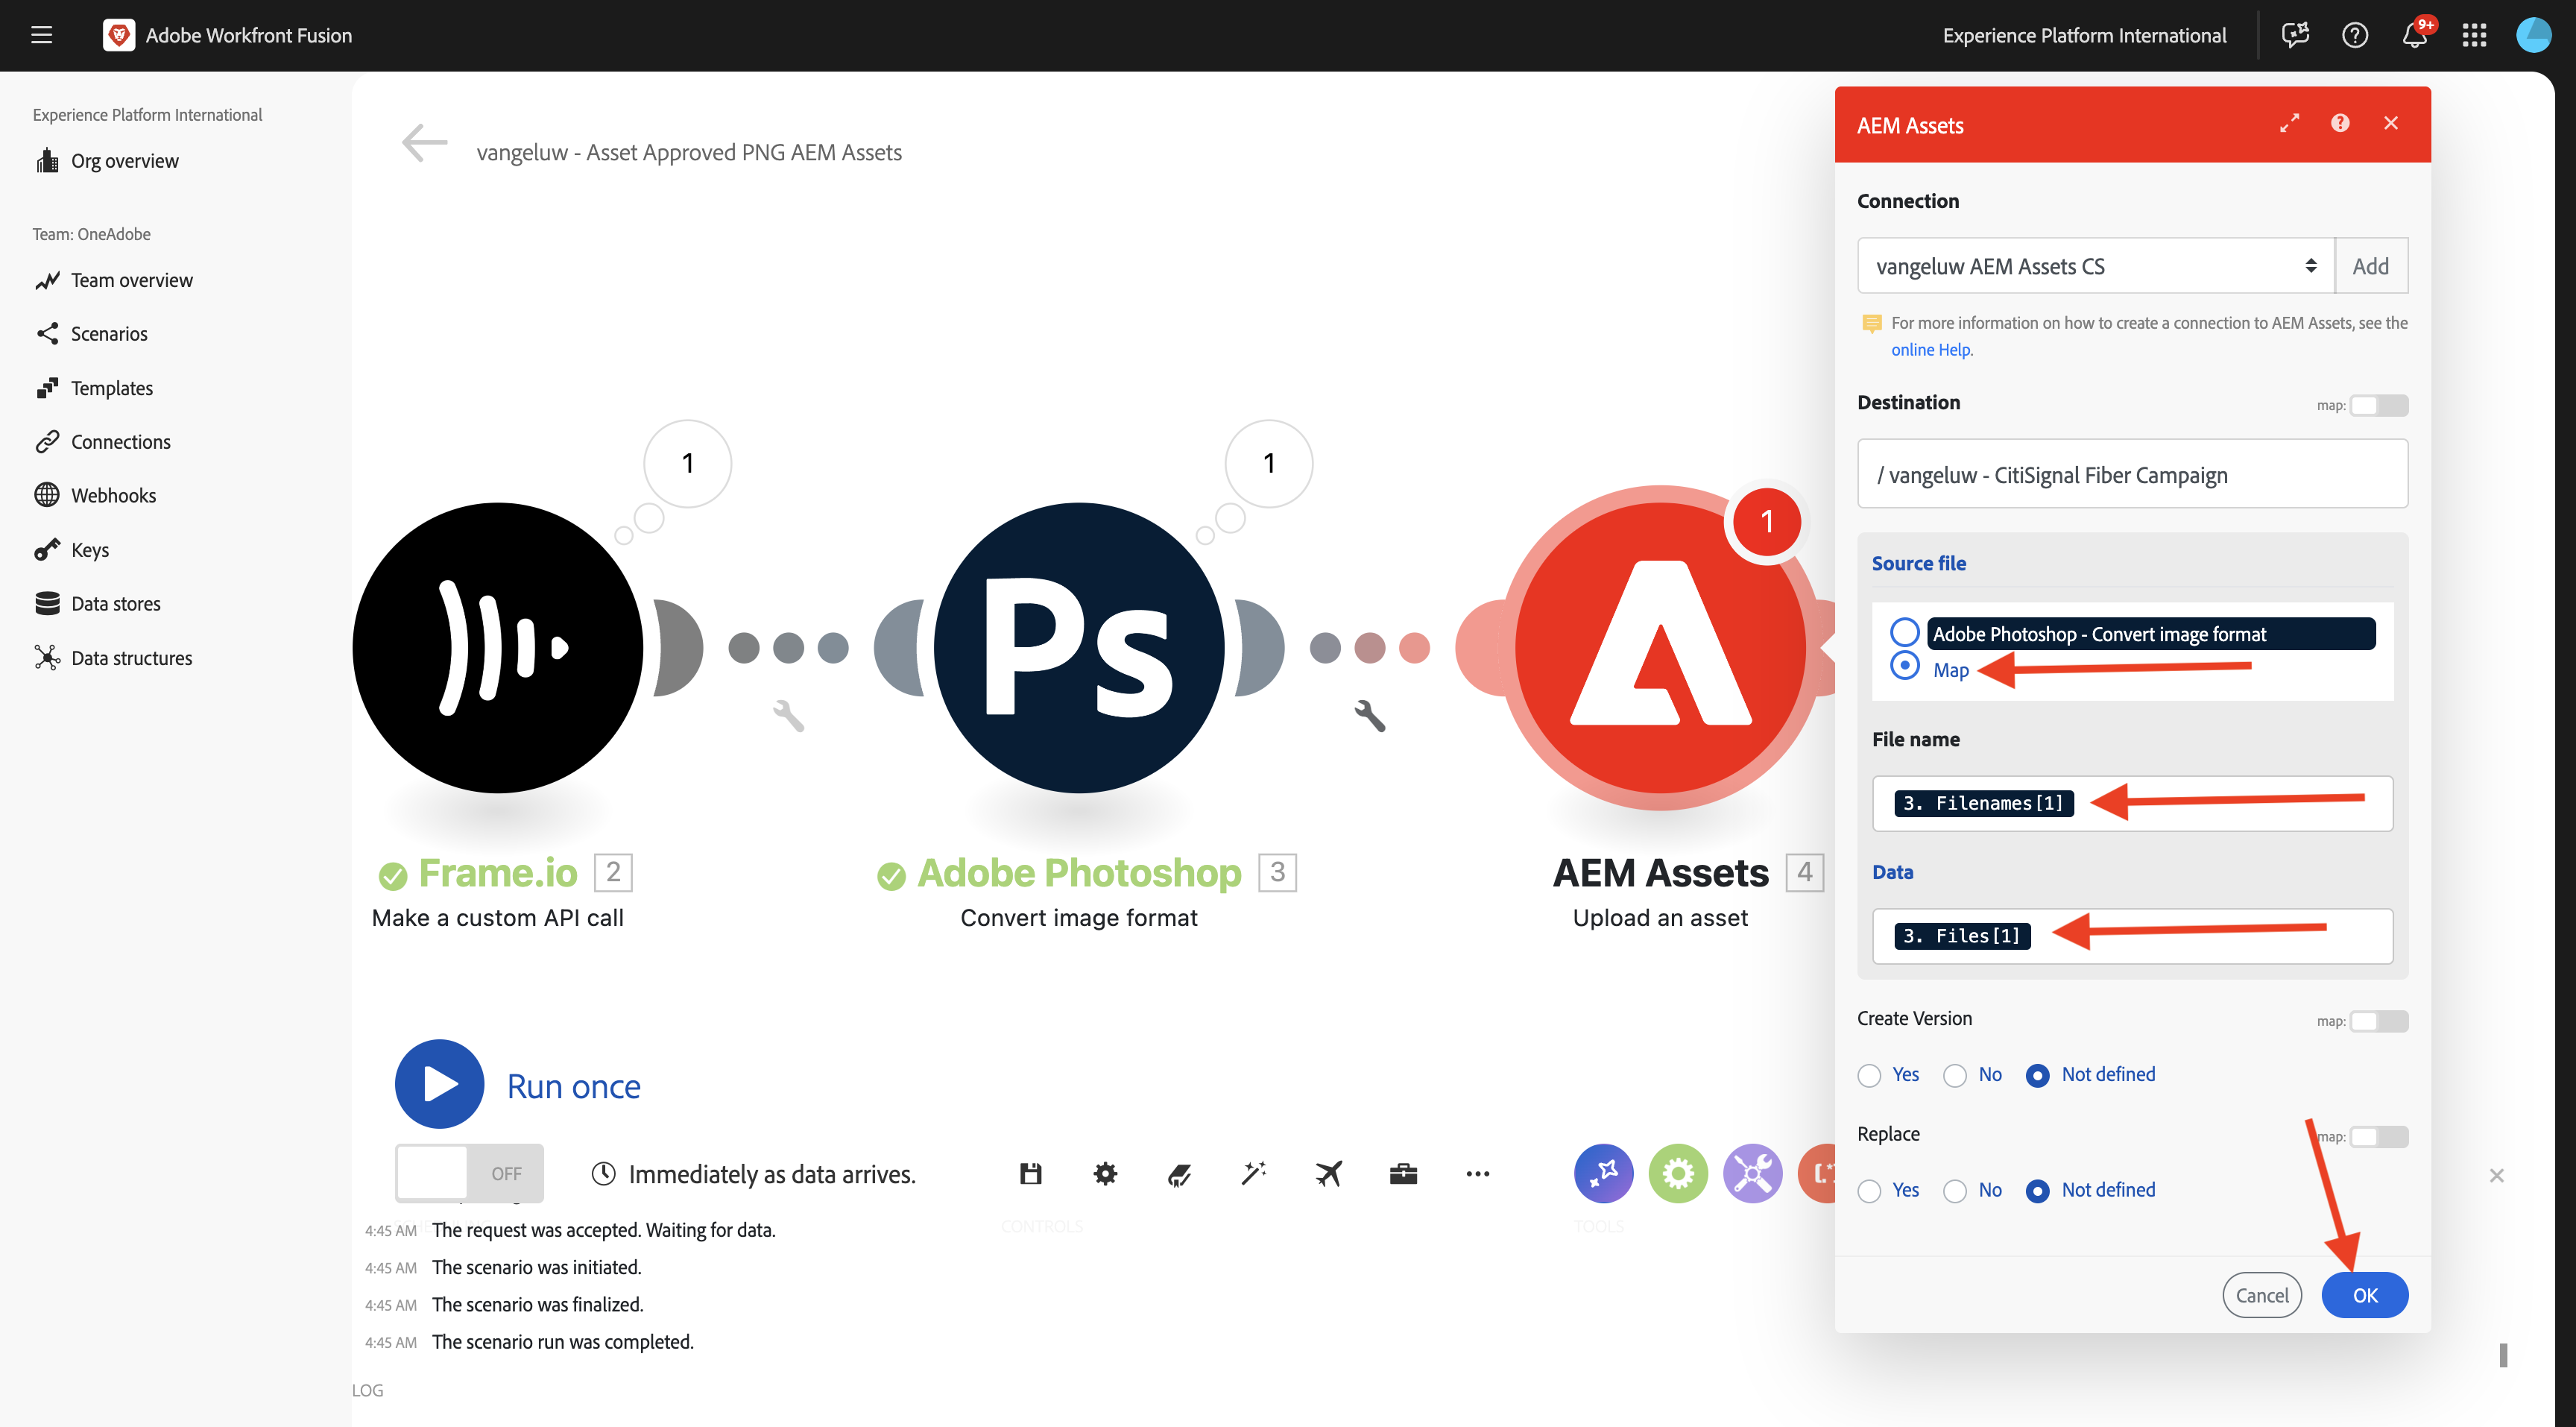 Adobe Workfront Fusion
Experience Platform International
9+
Experience Platform International
Org overview
Team: OneAdobe
Team overview
Scenarios
Templates
Connections
Webhooks
Keys
Data stores
Data structures
vangeluw - Asset Approved PNG AEM Assets
1
1
1
Ps
Frame.io 2
Make a custom API call
Adobe Photoshop 3
Convert image format
AEM Assets 4
Upload an asset
Run once
OFF
Immediately as data arrives.
CONTROLS
TOOLS
4:45 AM The request was accepted. Waiting for data.
4:45 AM The scenario was initiated.
4:45 AM The scenario was finalized.
4:45 AM The scenario run was completed.
LOG
AEM Assets
Connection
vangeluw AEM Assets CS
Add
For more information on how to create a connection to AEM Assets, see the
online Help.
Destination
map:
/ vangeluw - CitiSignal Fiber Campaign
Source file
Adobe Photoshop - Convert image format
Map
File name
3. Filenames[1]
Data
3. Files[1]
Create Version
map:
Yes No Not defined
Replace
map:
Yes No Not defined
Cancel
OK